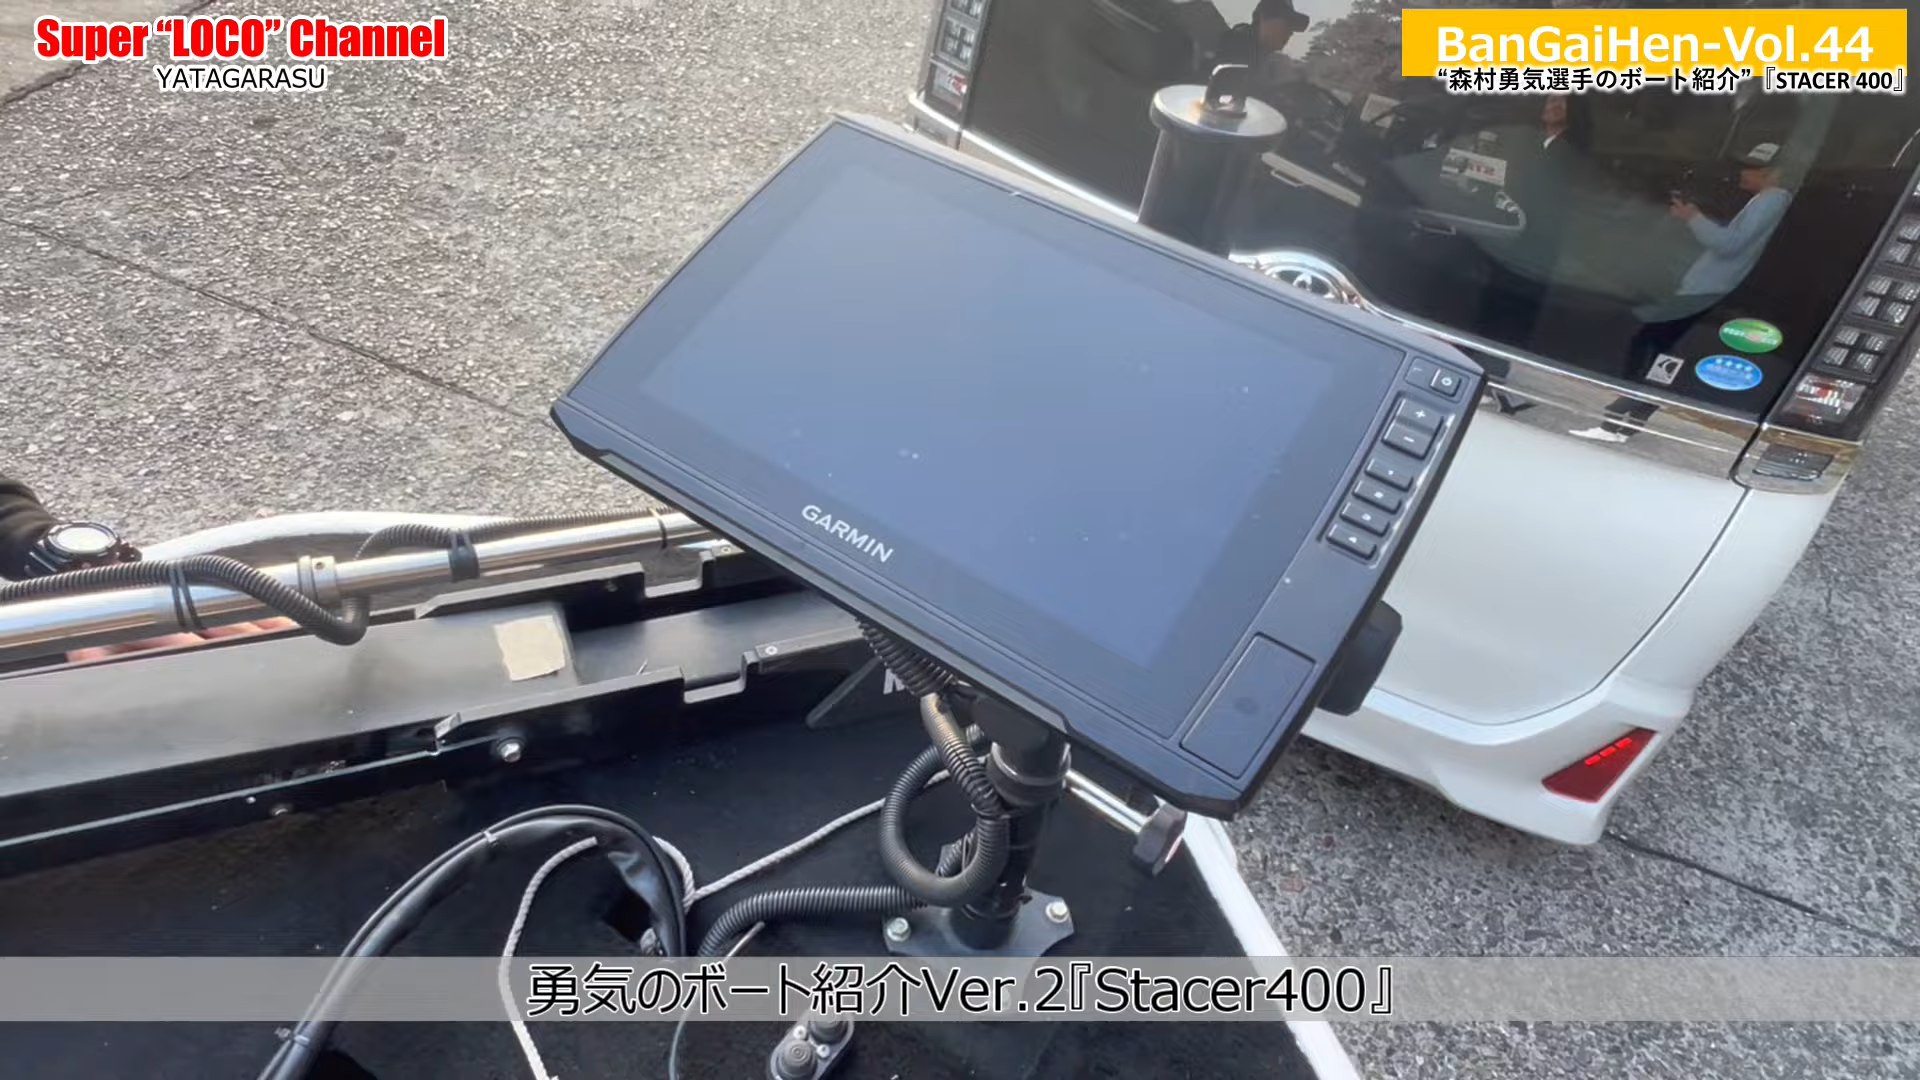 Super “LOCO” Channel
YATAGARASU
BanGaiHen-Vol.44
“森村勇気選手のボート紹介”『STACER 400』
GARMIN
勇気のボート紹介Ver.2『Stacer400』